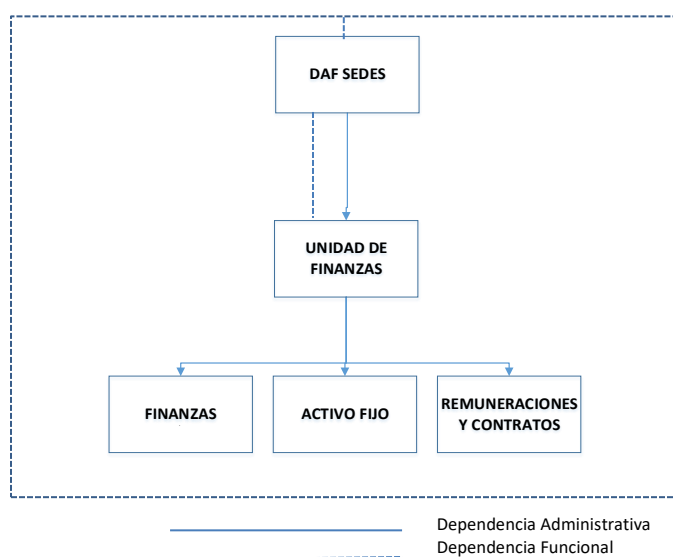 DAF SEDES
UNIDAD DE
FINANZAS
FINANZAS
ACTIVO FIJO
REMUNERACIONES
Y CONTRATOS
Dependencia Administrativa
Dependencia Funcional